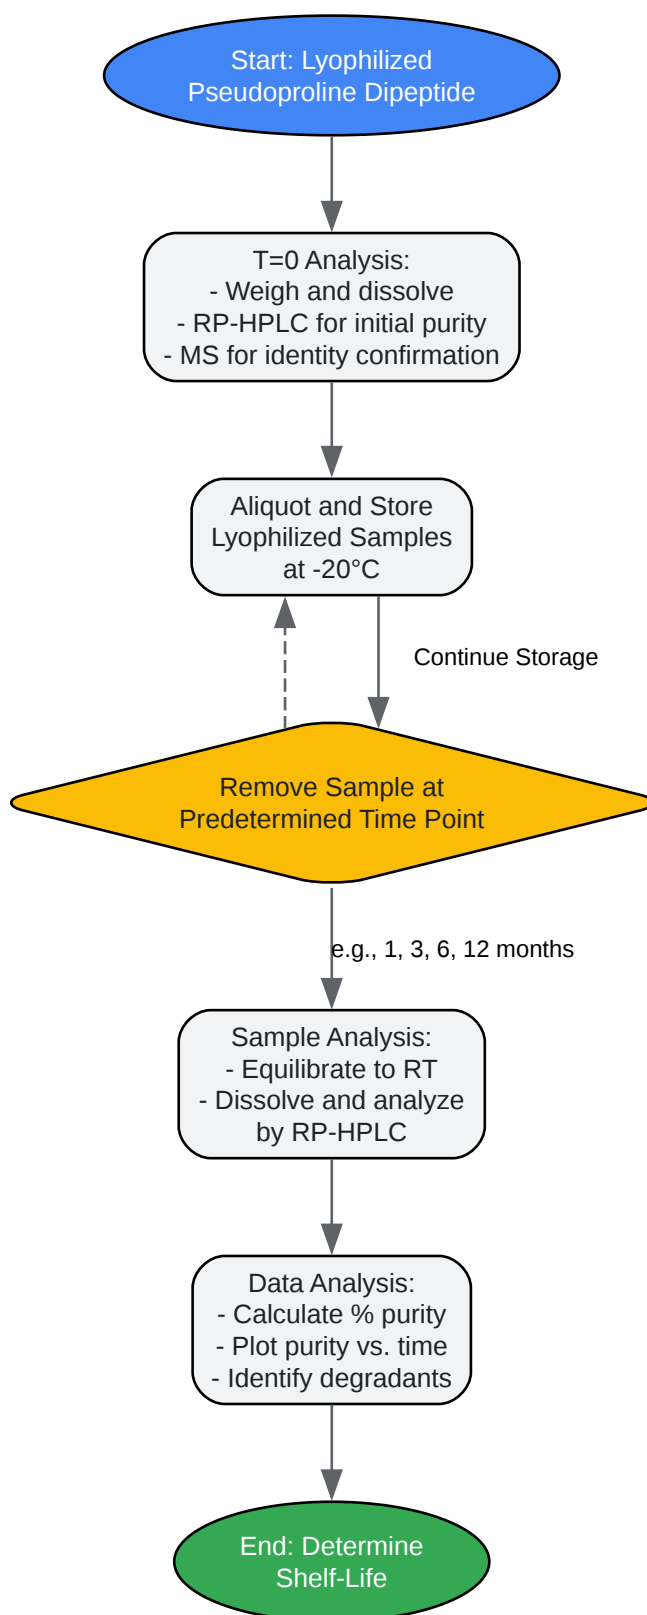 Start: Lyophilized
Pseudoproline Dipeptide
T=0 Analysis:
- Weigh and dissolve
- RP-HPLC for initial purity
- MS for identity confirmation
Aliquot and Store
Lyophilized Samples
at -20°C
Continue Storage
Remove Sample at
Predetermined Time Point
e.g., 1, 3, 6, 12 months
Sample Analysis:
- Equilibrate to RT
- Dissolve and analyze
by RP-HPLC
Data Analysis:
- Calculate % purity
- Plot purity vs. time
- Identify degradants
End: Determine
Shelf-Life